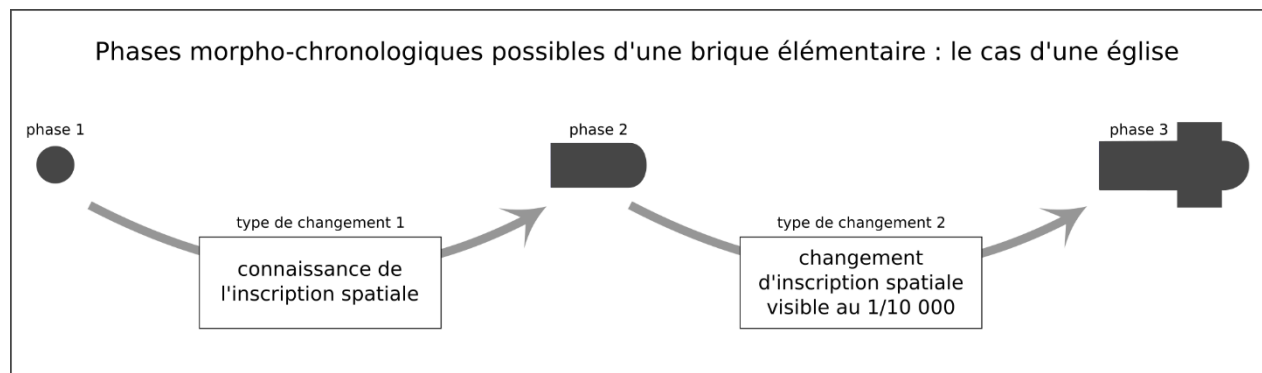 Phases morpho-chronologiques possibles d'une brique élémentaire : le cas d'une église
phase 1
phase 2
phase 3
type de changement 1
connaissance de
l'inscription spatiale
type de changement 2
changement
d'inscription spatiale
visible au 1/10 000